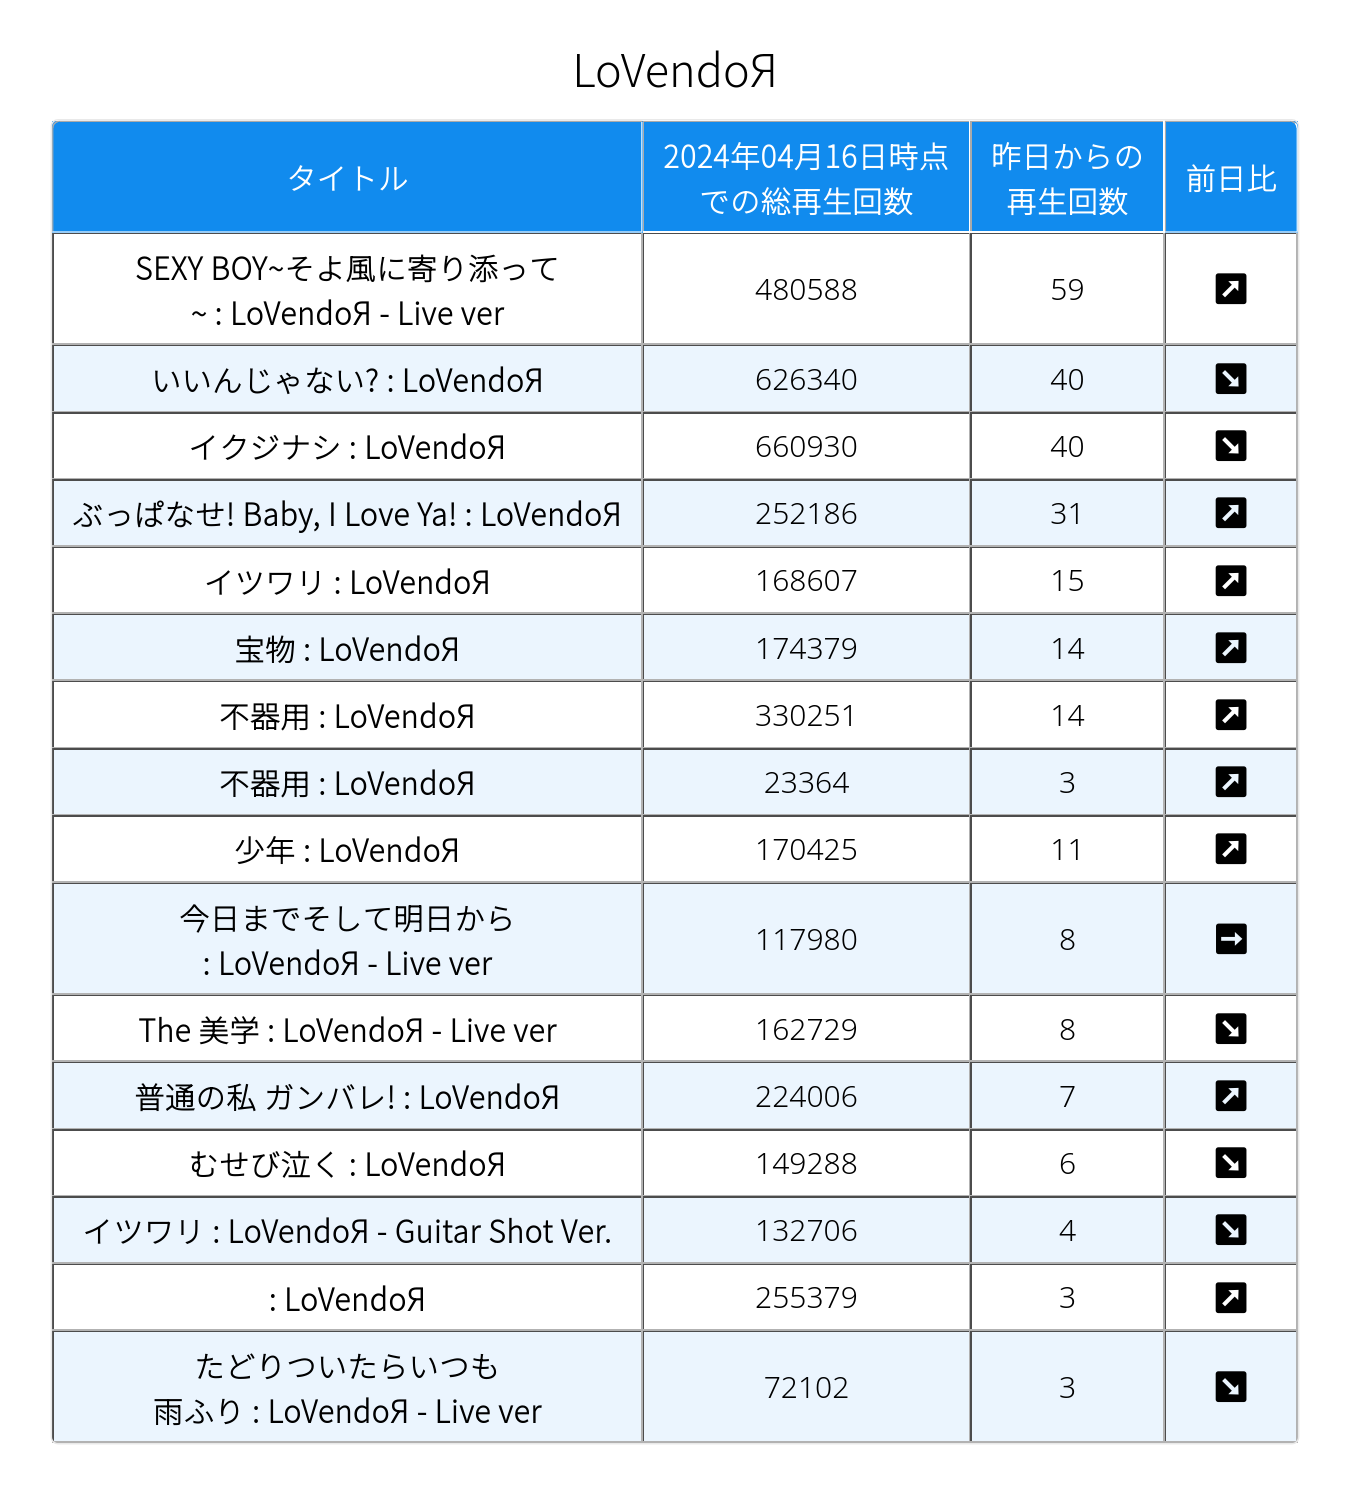 LoVendoЯ
タイトル
2024年04月16日時点
での総再生回数
昨日からの
再生回数
前日比
SEXY BOY~そよ風に寄り添って
~ : LoVendoЯ - Live ver
480588
59
いいんじゃない? : LoVendoЯ
626340
40
イクジナシ : LoVendoЯ
660930
40
ぶっぱなせ! Baby, I Love Ya! : LoVendoЯ
252186
31
イツワリ : LoVendoЯ
168607
15
宝物 : LoVendoЯ
174379
14
不器用 : LoVendoЯ
330251
14
不器用 : LoVendoЯ
23364
3
少年 : LoVendoЯ
170425
11
今日までそして明日から
: LoVendoЯ - Live ver
117980
8
The 美学 : LoVendoЯ - Live ver
162729
8
普通の私 ガンバレ! : LoVendoЯ
224006
7
むせび泣く : LoVendoЯ
149288
6
イツワリ : LoVendoЯ - Guitar Shot Ver.
132706
4
: LoVendoЯ
255379
3
たどりついたらいつも
雨ふり : LoVendoЯ - Live ver
72102
3